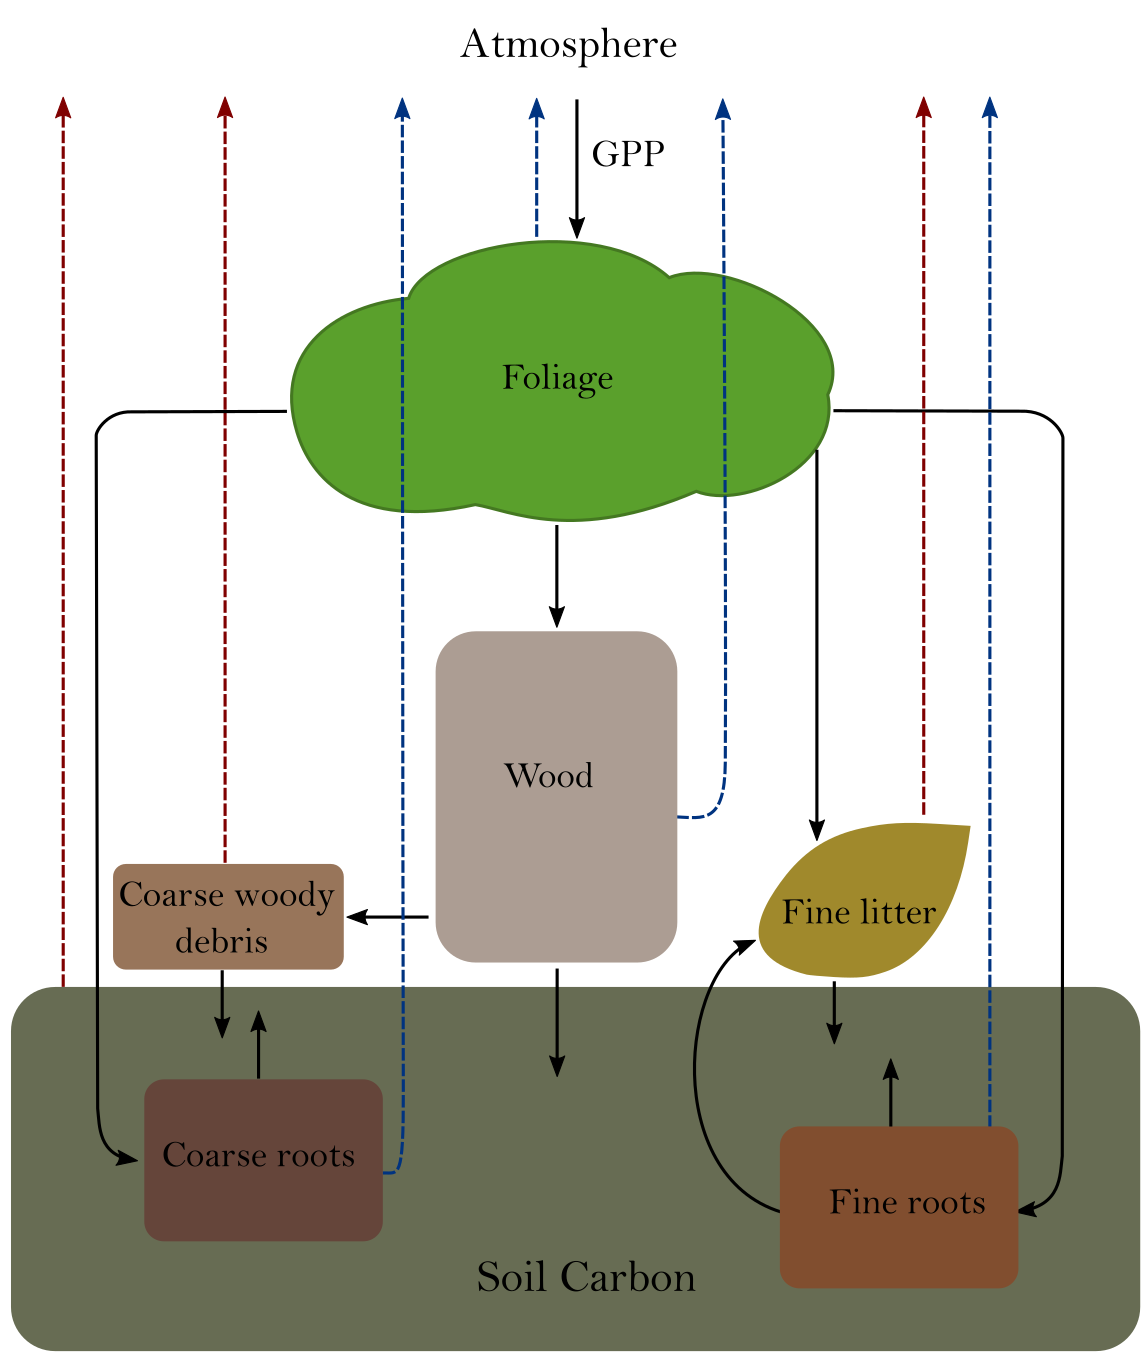 Atmosphere
GPP
Foliage
Wood
Coarse woody
debris
Fine litter
Coarse roots
Fine roots
Soil Carbon